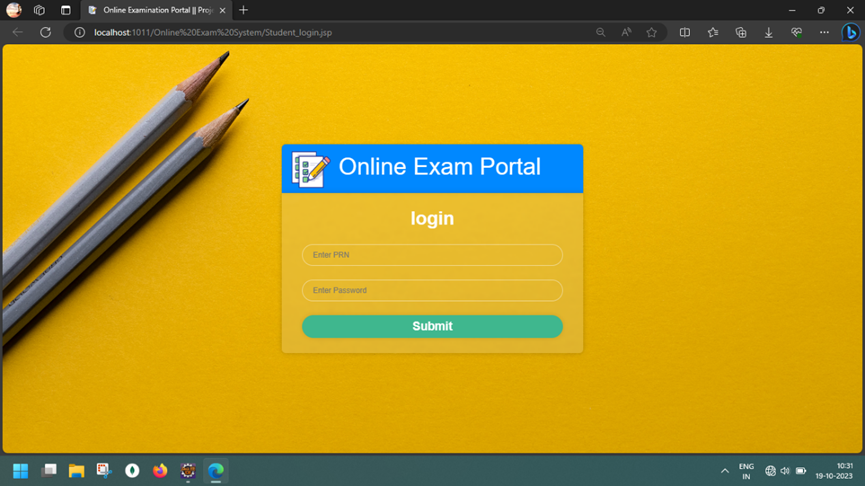 Online Examination Portal || Proje
localhost:1011/Online%20Exam%20System/Student_login.jsp
Online Exam Portal
login
Enter PRN
Enter Password
Submit
ENG
IN
10:31
19-10-2023